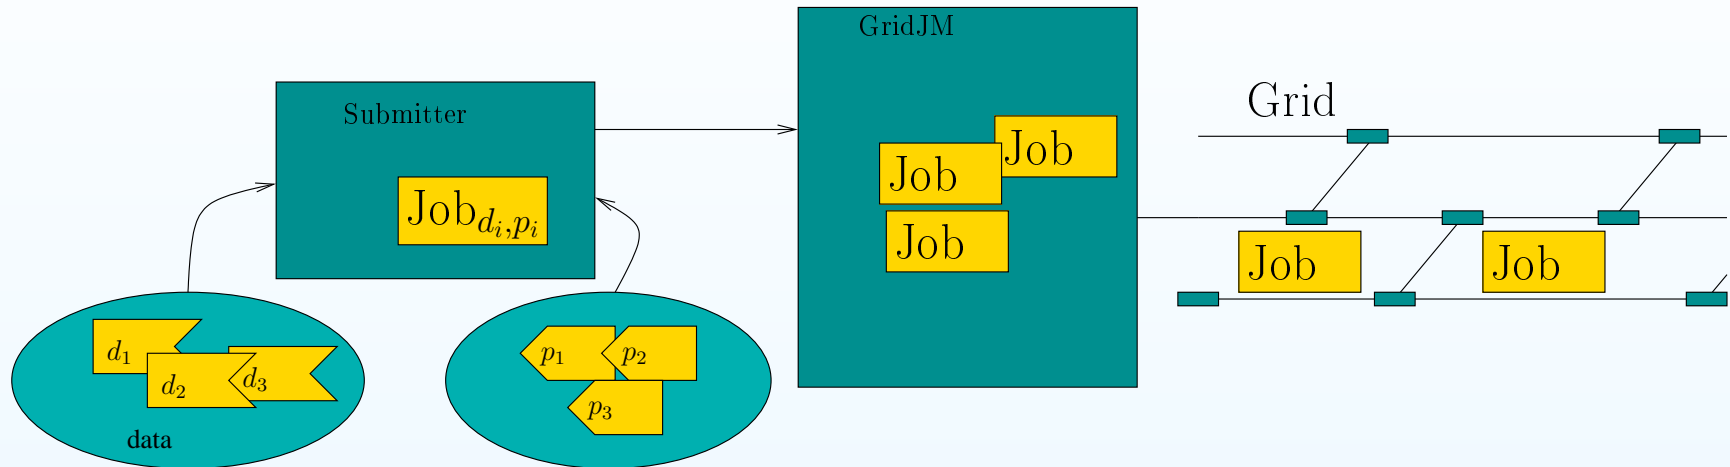 GridJM
Submitter
Grid
Job
Job
Job_{d_i,p_i}
Job
Job
Job
d_1
d_2
d_3
p_1
p_2
p_3
data